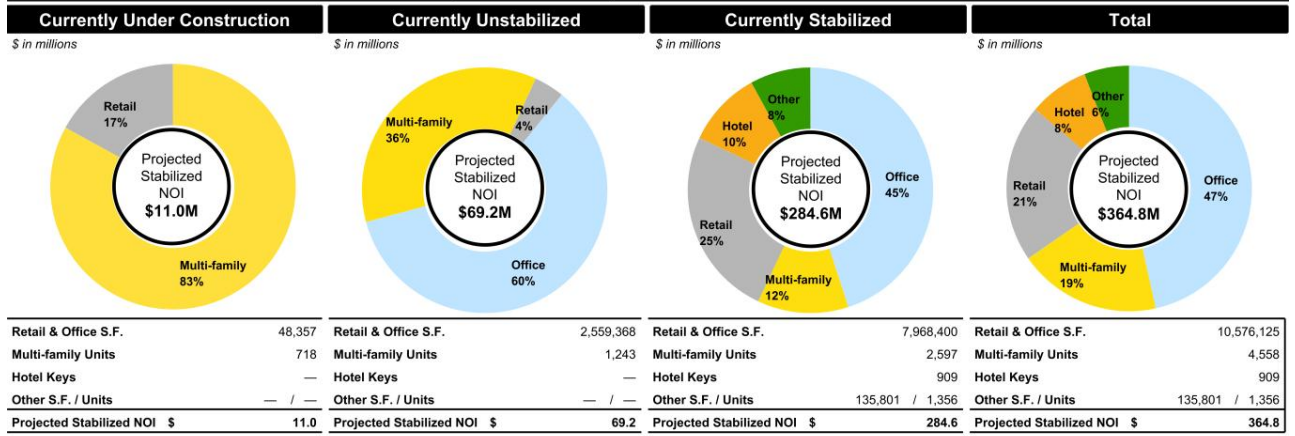 Currently Under Construction
$ in millions
Retail
17%
Projected
Stabilized
NOI
$11.0M
Multi-family
83%
Retail & Office S.F. 48,357
Multi-family Units 718
Hotel Keys —
Other S.F. / Units — / —
Projected Stabilized NOI $ 11.0
Currently Unstabilized
$ in millions
Multi-family
36%
Retail
4%
Projected
Stabilized
NOI
$69.2M
Office
60%
Retail & Office S.F. 2,559,368
Multi-family Units 1,243
Hotel Keys —
Other S.F. / Units — / —
Projected Stabilized NOI $ 69.2
Currently Stabilized
$ in millions
Other
8%
Hotel
10%
Projected
Stabilized
NOI
$284.6M
Office
45%
Retail
25%
Multi-family
12%
Retail & Office S.F. 7,968,400
Multi-family Units 2,597
Hotel Keys 909
Other S.F. / Units 135,801 / 1,356
Projected Stabilized NOI $ 284.6
Total
$ in millions
Other
6%
Hotel
8%
Projected
Stabilized
NOI
$364.8M
Office
47%
Retail
21%
Multi-family
19%
Retail & Office S.F. 10,576,125
Multi-family Units 4,558
Hotel Keys 909
Other S.F. / Units 135,801 / 1,356
Projected Stabilized NOI $ 364.8